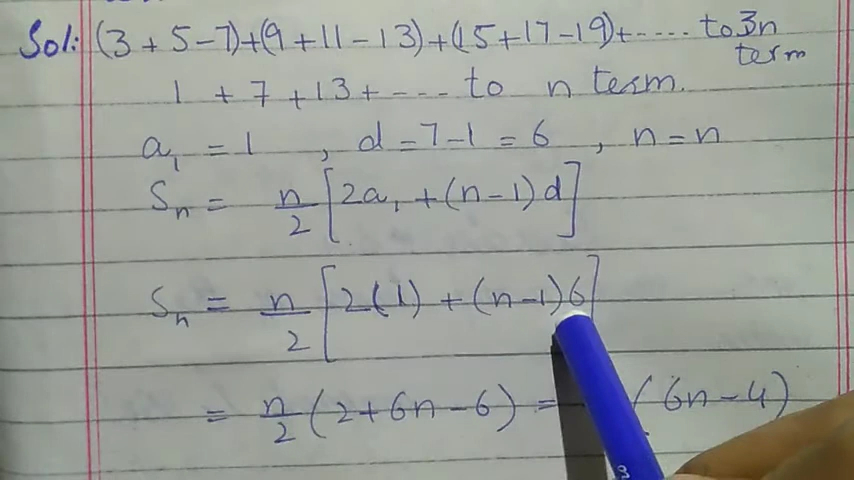 Sol: (3 + 5 - 7) + (9 + 11 - 13) + (15 + 17 - 19) + ..... to 3n term
1 + 7 + 13 + .... to n term.
a₁ = 1 , d = 7 - 1 = 6 , n = n
Sₙ = n/2 [2a₁ + (n - 1) d]
Sₙ = n/2 [2(1) + (n - 1) 6]
= n/2 (2 + 6n - 6) = (6n - 4)